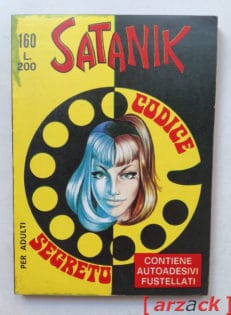 160
L.
200
SATANIK
CODICE
SEGRETO
PER ADULTI
CONTIENE
AUTOADESIVI
FUSTELLATI
[arzack]